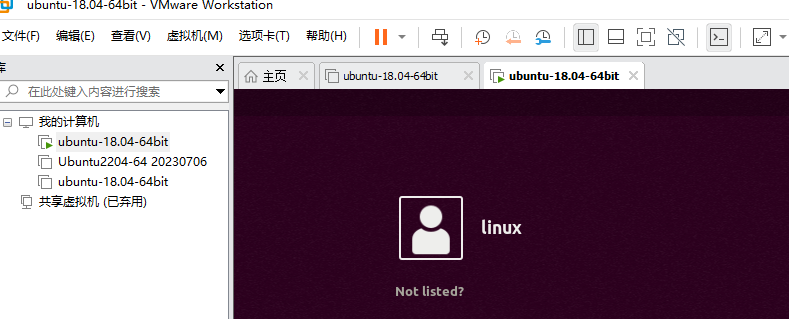 ubuntu-18.04-64bit - VMware Workstation
文件(F) 编辑(E) 查看(V) 虚拟机(M) 选项卡(T) 帮助(H)
库
主页 ubuntu-18.04-64bit ubuntu-18.04-64bit
在此处键入内容进行搜索
我的计算机
ubuntu-18.04-64bit
Ubuntu2204-64 20230706
ubuntu-18.04-64bit
共享虚拟机 (已弃用)
linux
Not listed?